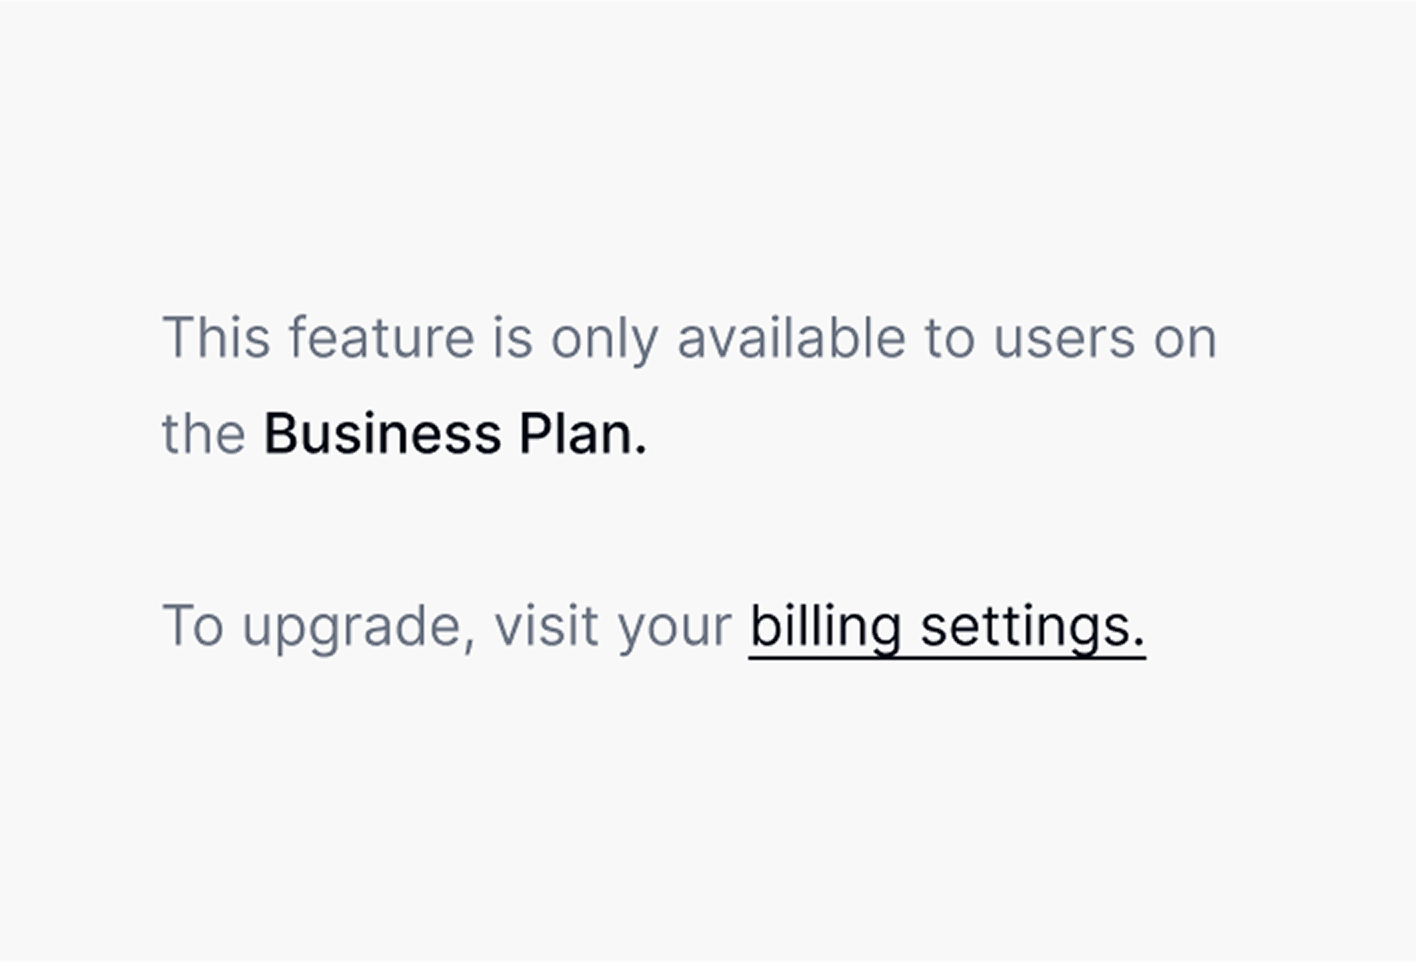 This feature is only available to users on
the Business Plan.
To upgrade, visit your billing settings.